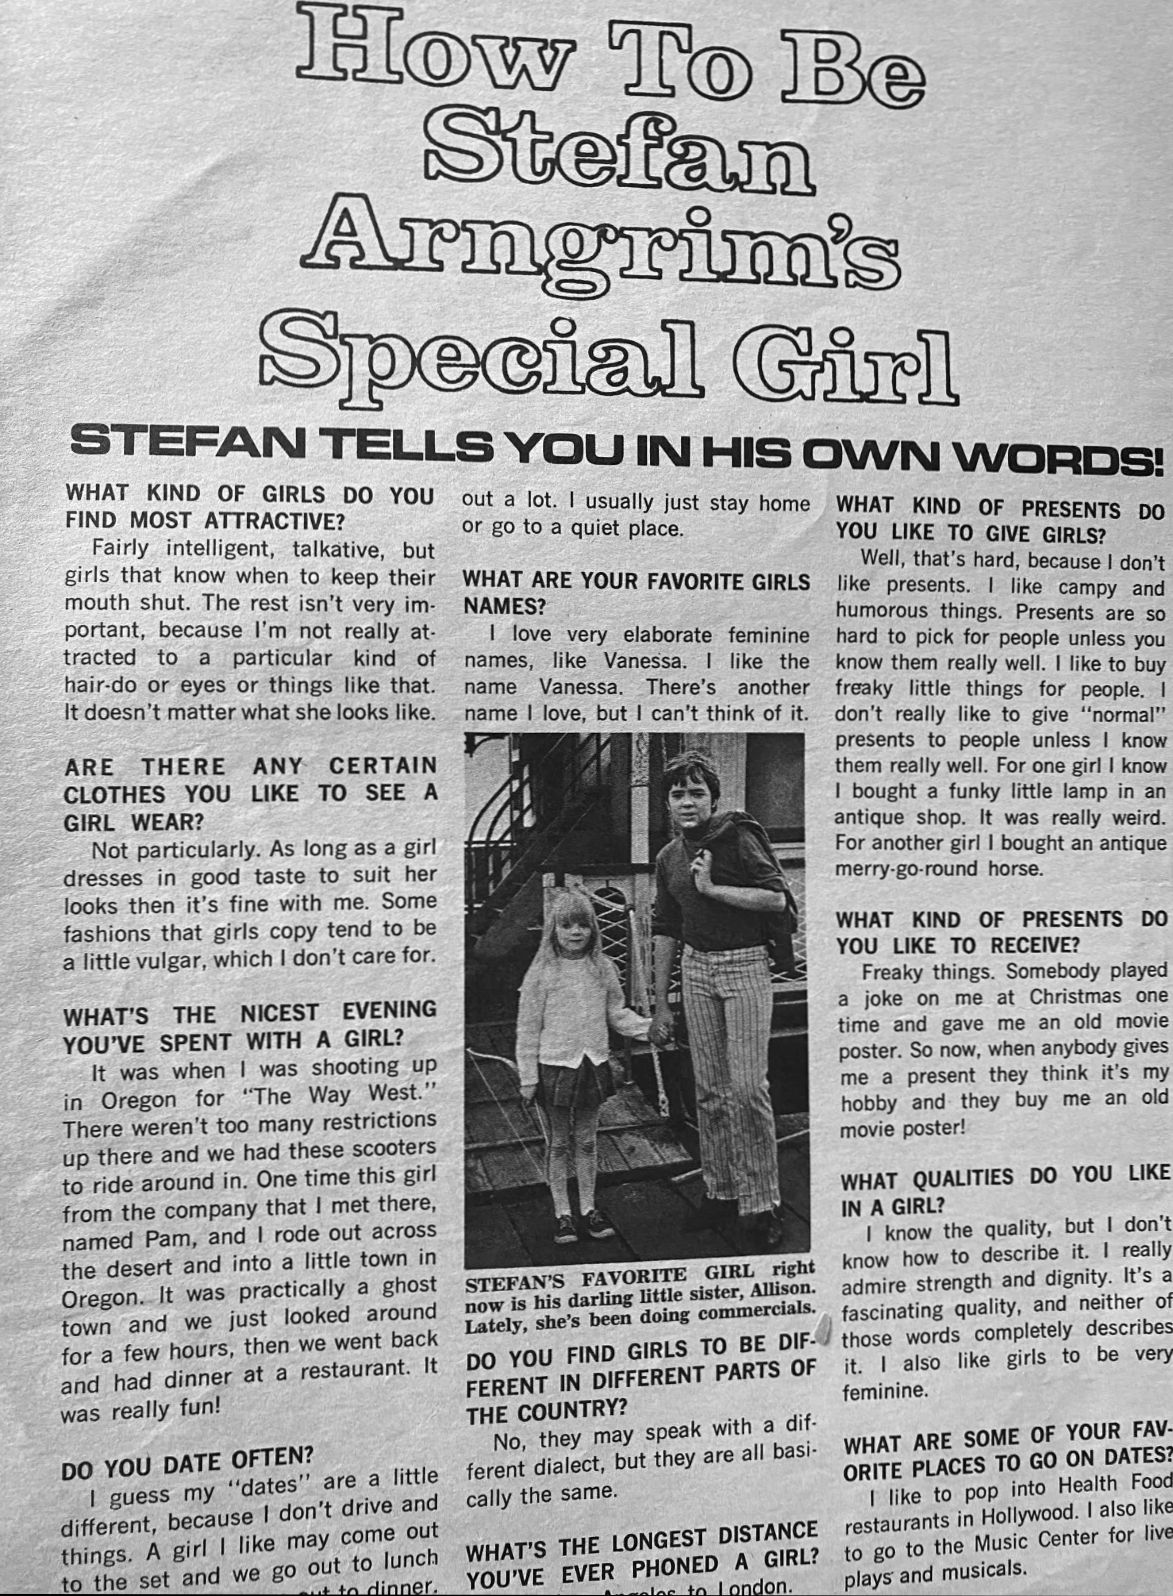 How To Be
Stefan
Arngrim's
Special Girl
STEFAN TELLS YOU IN HIS OWN WORDS!
WHAT KIND OF GIRLS DO YOU
FIND MOST ATTRACTIVE?
Fairly intelligent, talkative, but
girls that know when to keep their
mouth shut. The rest isn't very im-
portant, because I'm not really at-
tracted to a particular kind of
hair-do or eyes or things like that.
It doesn't matter what she looks like.
ARE THERE ANY CERTAIN
CLOTHES YOU LIKE TO SEE A
GIRL WEAR?
Not particularly. As long as a girl
dresses in good taste to suit her
looks then it's fine with me. Some
fashions that girls copy tend to be
a little vulgar, which I don't care for.
WHAT'S THE NICEST EVENING
YOU'VE SPENT WITH A GIRL?
It was when I was shooting up
in Oregon for "The Way West."
There weren't too many restrictions
up there and we had these scooters
to ride around in. One time this girl
from the company that I met there,
named Pam, and I rode out across
the desert and into a little town in
Oregon. It was practically a ghost
town and we just looked around
for a few hours, then we went back
and had dinner at a restaurant. It
was really fun!
DO YOU DATE OFTEN?
I guess my "dates" are a little
different, because I don't drive and
things. A girl I like may come out
to the set and we go out to lunch
out to dinner.
out a lot. I usually just stay home
or go to a quiet place.
WHAT ARE YOUR FAVORITE GIRLS
NAMES?
I love very elaborate feminine
names, like Vanessa. I like the
name Vanessa. There's another
name I love, but I can't think of it.
STEFAN'S FAVORITE GIRL right
now is his darling little sister, Allison.
Lately, she's been doing commercials.
DO YOU FIND GIRLS TO BE DIF-
FERENT IN DIFFERENT PARTS OF
THE COUNTRY?
No, they may speak with a dif-
ferent dialect, but they are all basi-
cally the same.
WHAT'S THE LONGEST DISTANCE
YOU'VE EVER PHONED A GIRL?
to London.
WHAT KIND OF PRESENTS DO
YOU LIKE TO GIVE GIRLS?
Well, that's hard, because I don't
like presents. I like campy and
humorous things. Presents are so
hard to pick for people unless you
know them really well. I like to buy
freaky little things for people. I
don't really like to give "normal"
presents to people unless I know
them really well. For one girl I know
I bought a funky little lamp in an
antique shop. It was really weird.
For another girl I bought an antique
merry-go-round horse.
WHAT KIND OF PRESENTS DO
YOU LIKE TO RECEIVE?
Freaky things. Somebody played
a joke on me at Christmas one
time and gave me an old movie
poster. So now, when anybody gives
me a present they think it's my
hobby and they buy me an old
movie poster!
WHAT QUALITIES DO YOU LIKE
IN A GIRL?
I know the quality, but I don't
know how to describe it. I really
admire strength and dignity. It's a
fascinating quality, and neither of
those words completely describes
it. I also like girls to be very
feminine.
WHAT ARE SOME OF YOUR FAV-
ORITE PLACES TO GO ON DATES?
I like to pop into Health Food
restaurants in Hollywood. I also like
to go to the Music Center for live
plays and musicals.